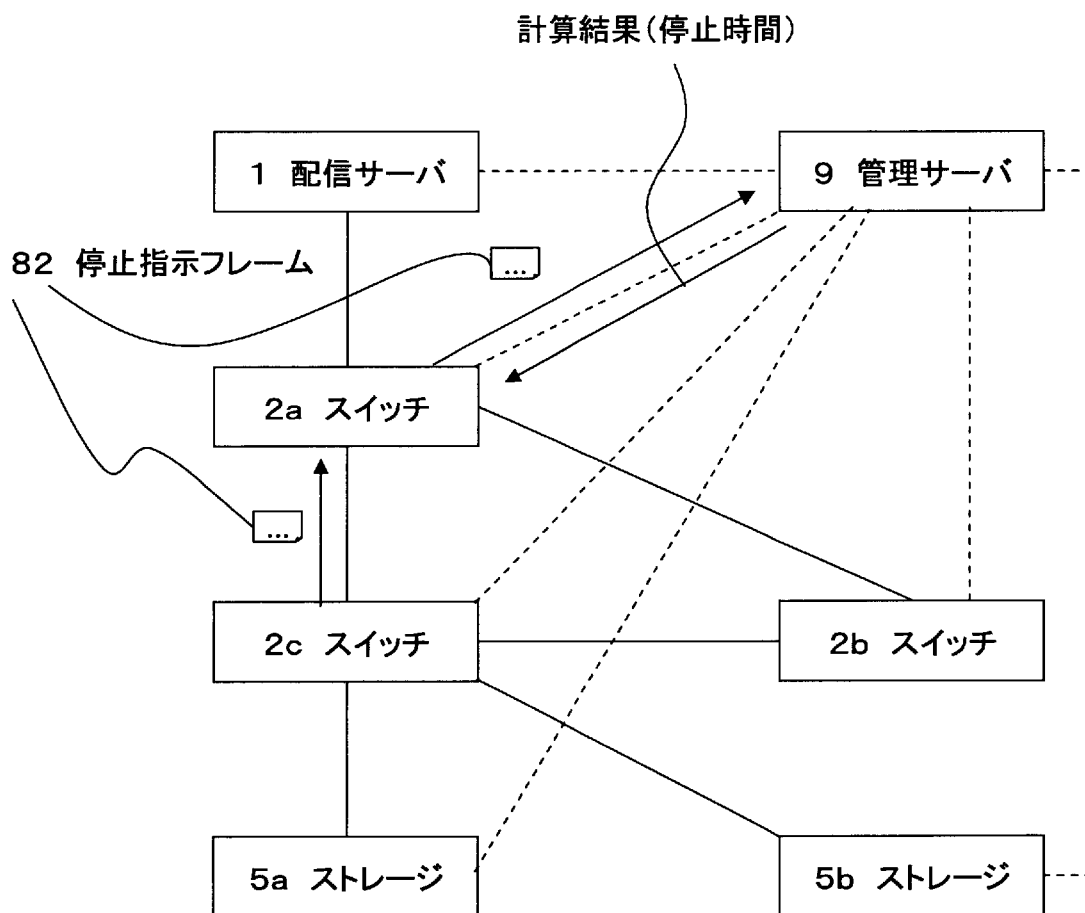 計算結果(停止時間)
1 配信サーバ
9 管理サーバ
82 停止指示フレーム
...
2a スイッチ
...
2c スイッチ
2b スイッチ
5a ストレージ
5b ストレージ